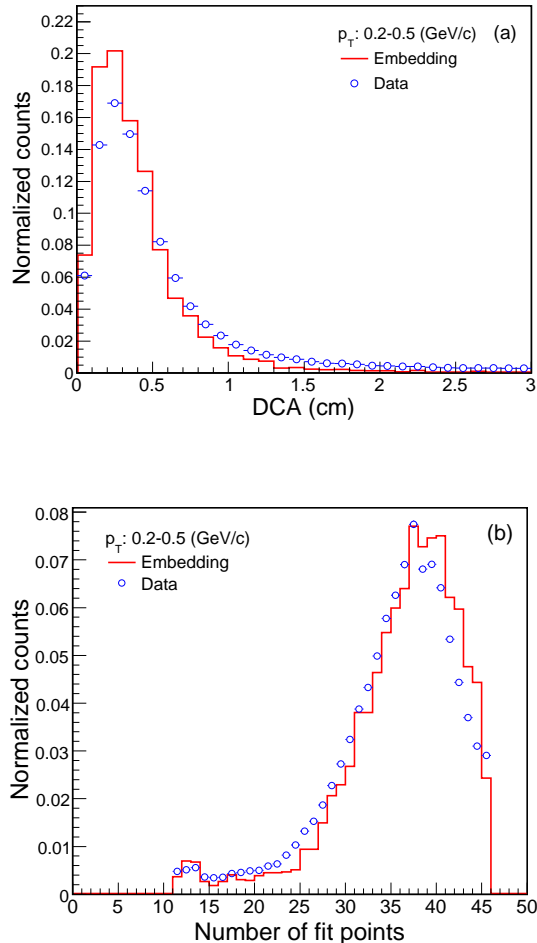 p_T: 0.2-0.5 (GeV/c) (a)
Embedding
Data
Normalized counts
0.22
0.2
0.18
0.16
0.14
0.12
0.1
0.08
0.06
0.04
0.02
0
0 0.5 1 1.5 2 2.5 3
DCA (cm)
(b)
p_T: 0.2-0.5 (GeV/c)
Embedding
Data
Normalized counts
0.08
0.07
0.06
0.05
0.04
0.03
0.02
0.01
0
0 5 10 15 20 25 30 35 40 45 50
Number of fit points